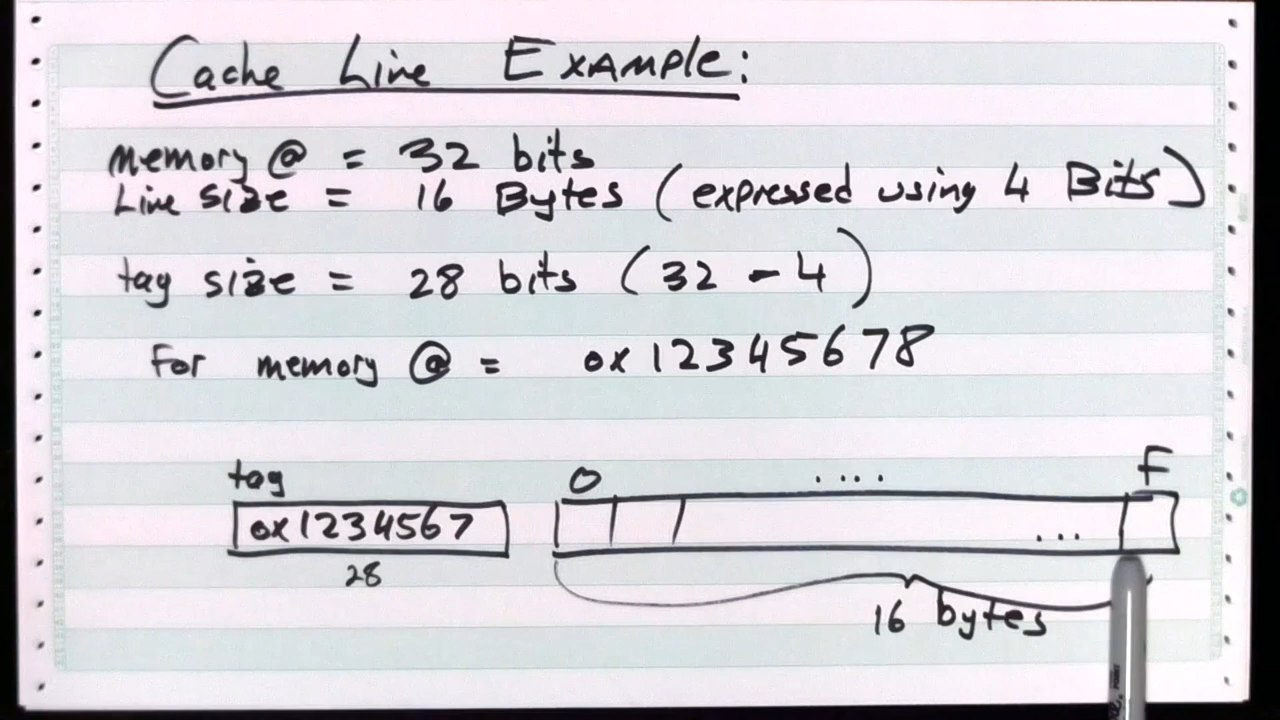 Cache Line Example:
memory @ = 32 bits
Line size = 16 Bytes (expressed using 4 Bits)
tag size = 28 bits (32 - 4)
For memory @ = 0x12345678
tag 0 .... F
0x1234567 ...
28
16 bytes